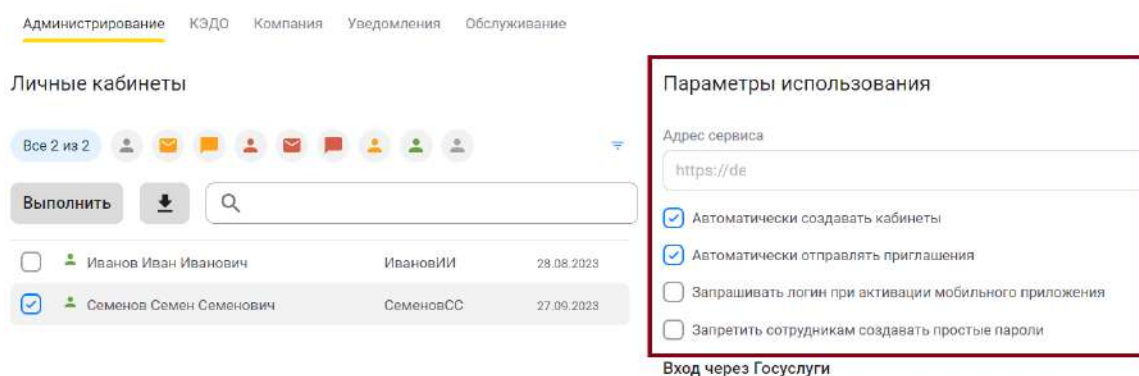 Администрирование КЭДО Компания Уведомления Обслуживание
Личные кабинеты
Все 2 из 2
Выполнить
Иванов Иван Иванович ИвановИИ 28.08.2023
Семенов Семен Семенович СеменовСС 27.09.2023
Параметры использования
Адрес сервиса
https://de
Автоматически создавать кабинеты
Автоматически отправлять приглашения
Запрашивать логин при активации мобильного приложения
Запретить сотрудникам создавать простые пароли
Вход через Госуслуги